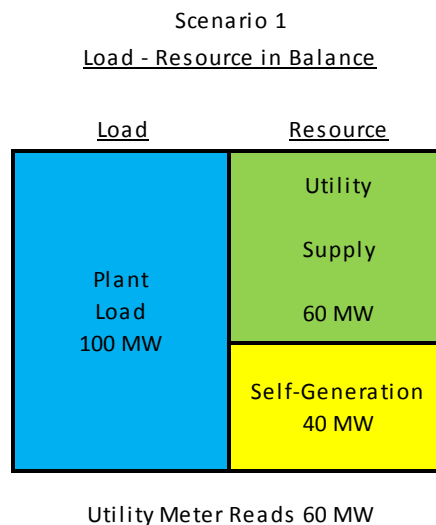 Scenario 1
Load - Resource in Balance
Load Resource
Plant
Load
100 MW
Utility
Supply
60 MW
Self-Generation
40 MW
Utility Meter Reads 60 MW